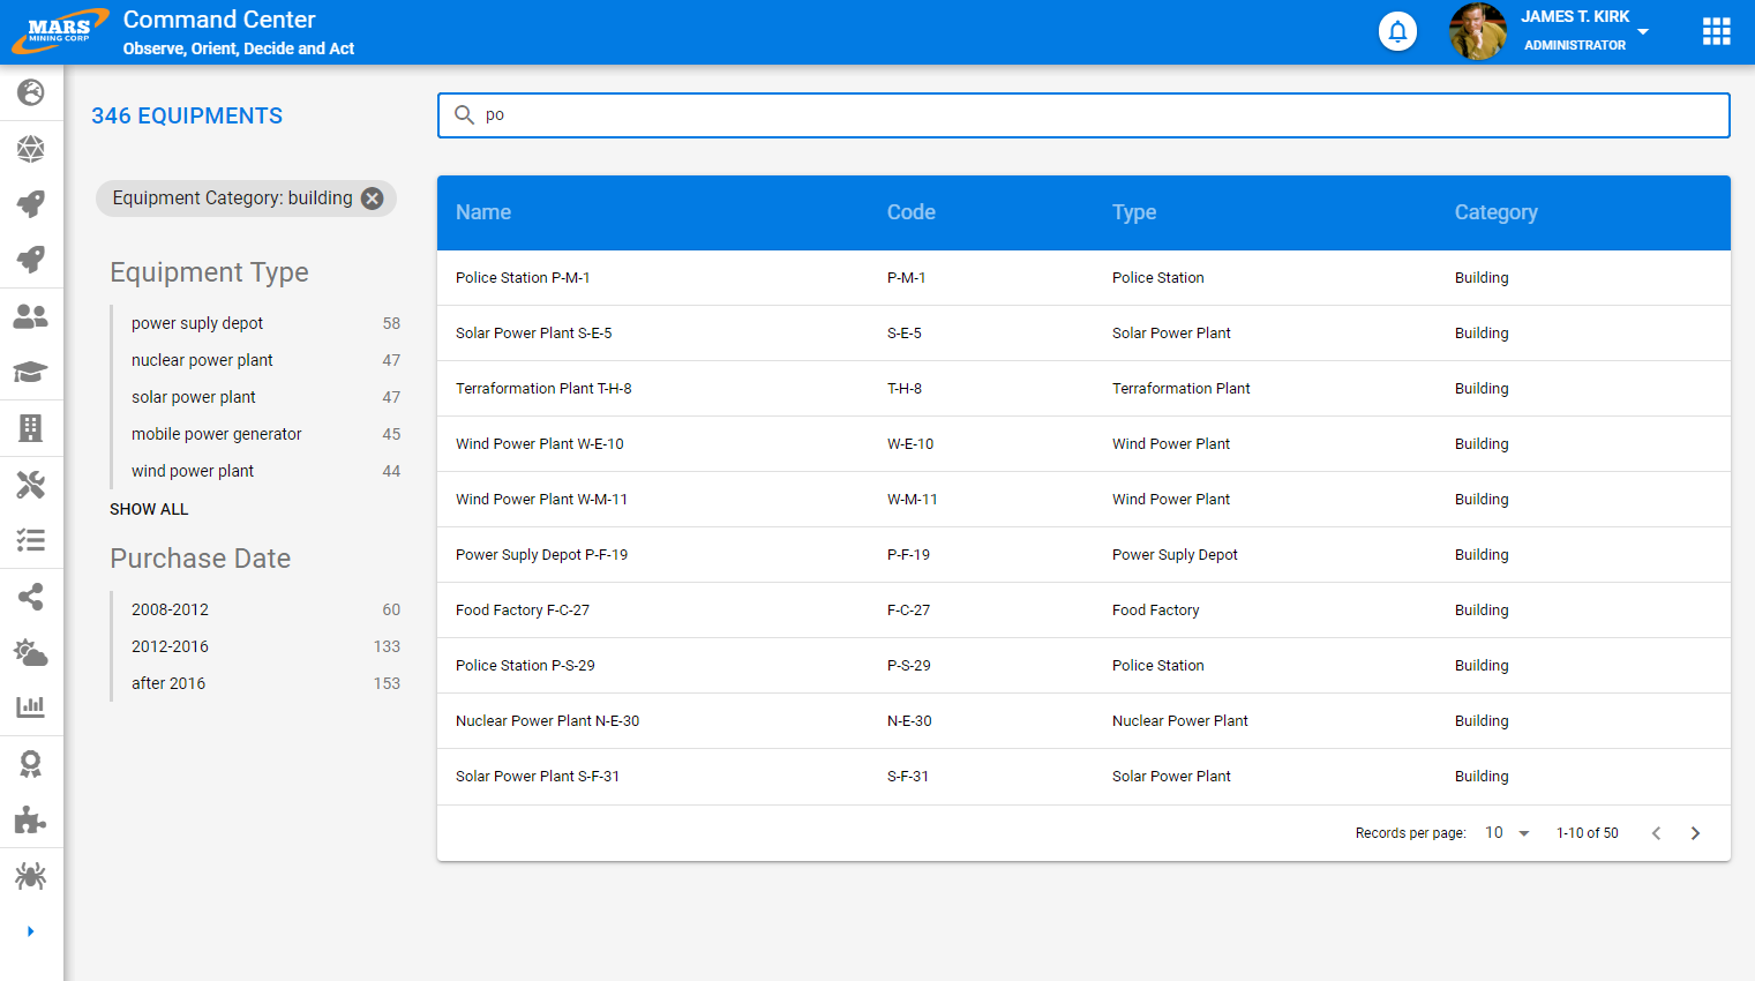 MARS
MINING CORP
Command Center
Observe, Orient, Decide and Act
JAMES T. KIRK
ADMINISTRATOR
346 EQUIPMENTS
po
Equipment Category: building
Equipment Type
power suply depot 58
nuclear power plant 47
solar power plant 47
mobile power generator 45
wind power plant 44
SHOW ALL
Purchase Date
2008-2012 60
2012-2016 133
after 2016 153
Name Code Type Category
Police Station P-M-1 P-M-1 Police Station Building
Solar Power Plant S-E-5 S-E-5 Solar Power Plant Building
Terraformation Plant T-H-8 T-H-8 Terraformation Plant Building
Wind Power Plant W-E-10 W-E-10 Wind Power Plant Building
Wind Power Plant W-M-11 W-M-11 Wind Power Plant Building
Power Suply Depot P-F-19 P-F-19 Power Suply Depot Building
Food Factory F-C-27 F-C-27 Food Factory Building
Police Station P-S-29 P-S-29 Police Station Building
Nuclear Power Plant N-E-30 N-E-30 Nuclear Power Plant Building
Solar Power Plant S-F-31 S-F-31 Solar Power Plant Building
Records per page: 10 1-10 of 50